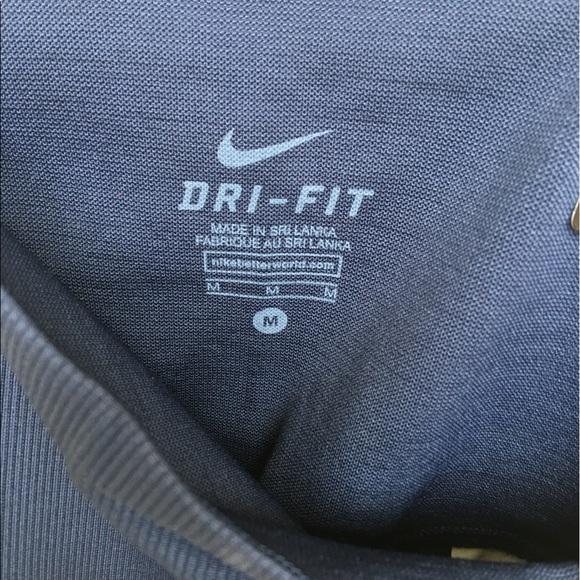 DRI-FIT
MADE IN SRI LANKA
FABRIQUE AU SRI LANKA
nikebetterworld.com
M M M
M